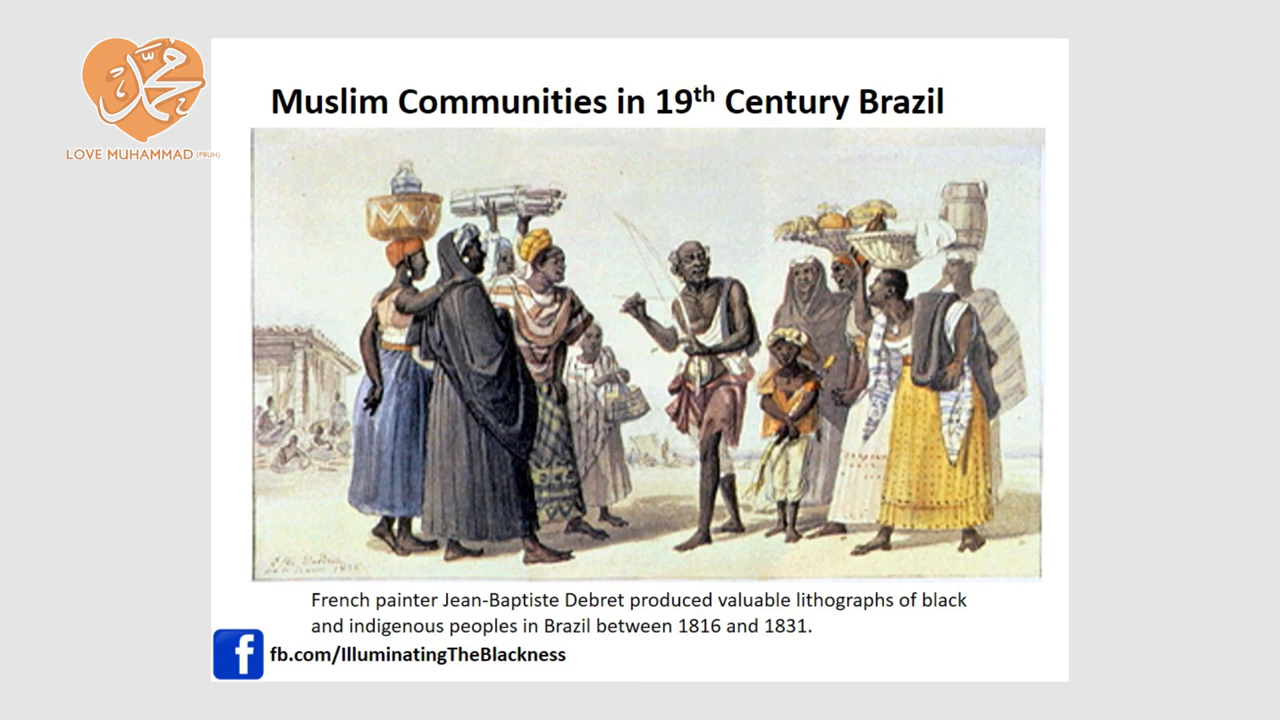 محمد
LOVE MUHAMMAD (PBUH)
Muslim Communities in 19th Century Brazil
French painter Jean-Baptiste Debret produced valuable lithographs of black
and indigenous peoples in Brazil between 1816 and 1831.
f fb.com/IlluminatingTheBlackness